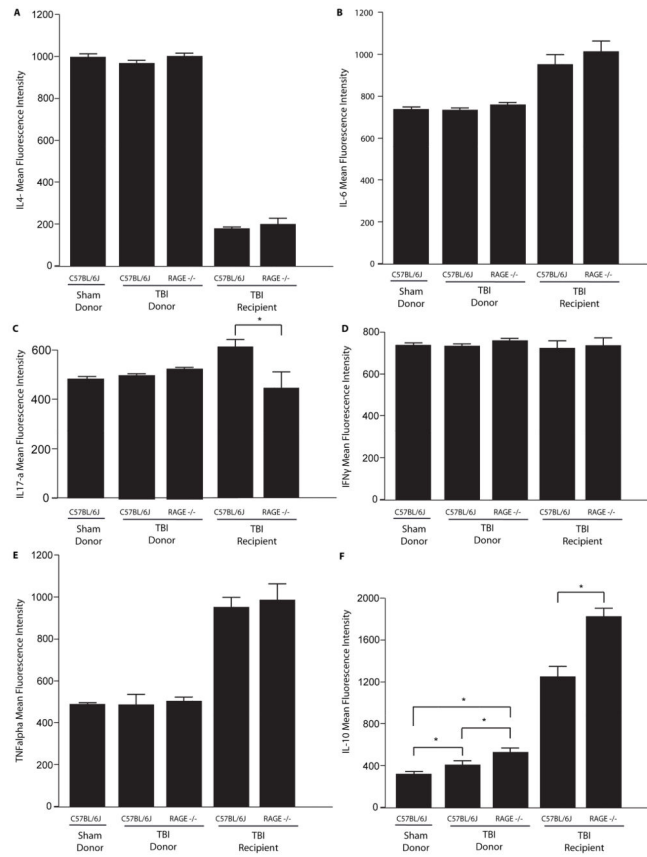 A
IL4- Mean Fluorescence Intensity
1200
1000
800
600
400
200
0
C57BL/6J C57BL/6J RAGE -/- C57BL/6J RAGE -/-
Sham Donor
TBI Donor
TBI Recipient
B
IL-6 Mean Fluorescence Intensity
1200
1000
800
600
400
200
0
C57BL/6J C57BL/6J RAGE -/- C57BL/6J RAGE -/-
Sham Donor
TBI Donor
TBI Recipient
C
IL17-a Mean Fluorescence Intensity
600
400
200
0
*
C57BL/6J C57BL/6J RAGE -/- C57BL/6J RAGE -/-
Sham Donor
TBI Donor
TBI Recipient
D
IFNγ Mean Fluorescence Intensity
800
600
400
200
0
C57BL/6J C57BL/6J RAGE -/- C57BL/6J RAGE -/-
Sham Donor
TBI Donor
TBI Recipient
E
TNFalpha Mean Fluorescence Intensity
1200
1000
800
600
400
200
0
C57BL/6J C57BL/6J RAGE -/- C57BL/6J RAGE -/-
Sham Donor
TBI Donor
TBI Recipient
F
IL-10 Mean Fluorescence Intensity
2000
1600
1200
800
400
0
*
*
*
*
C57BL/6J C57BL/6J RAGE -/- C57BL/6J RAGE -/-
Sham Donor
TBI Donor
TBI Recipient